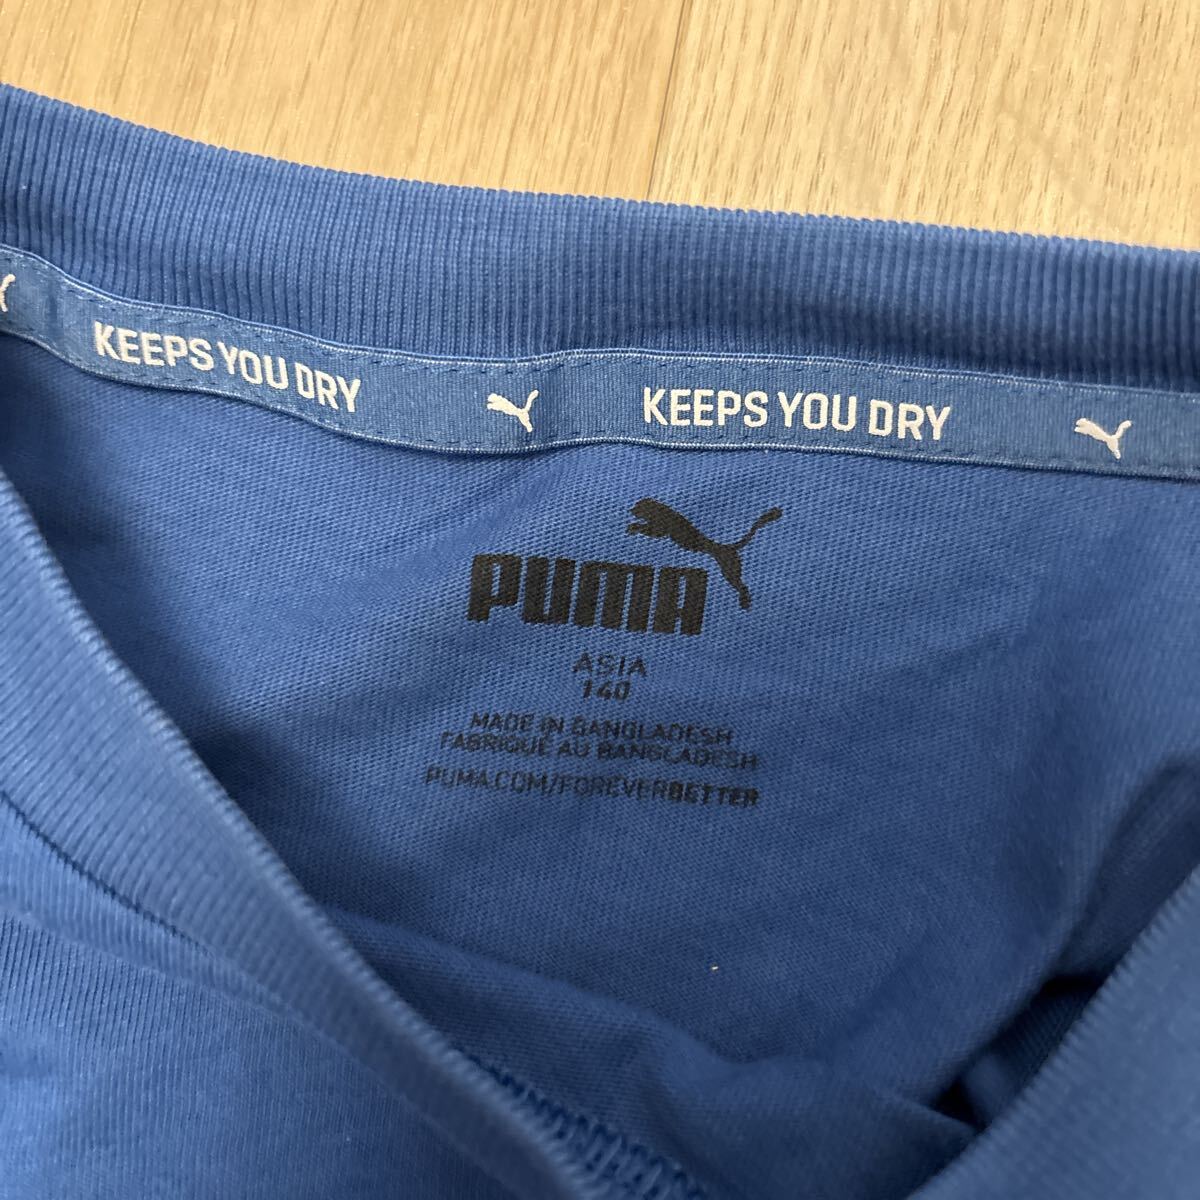 KEEPS YOU DRY
KEEPS YOU DRY
PUMA
ASIA
140
MADE IN BANGLADESH
FABRIQUÉ AU BANGLADESH
PUMA.COM/FOREVERBETTER